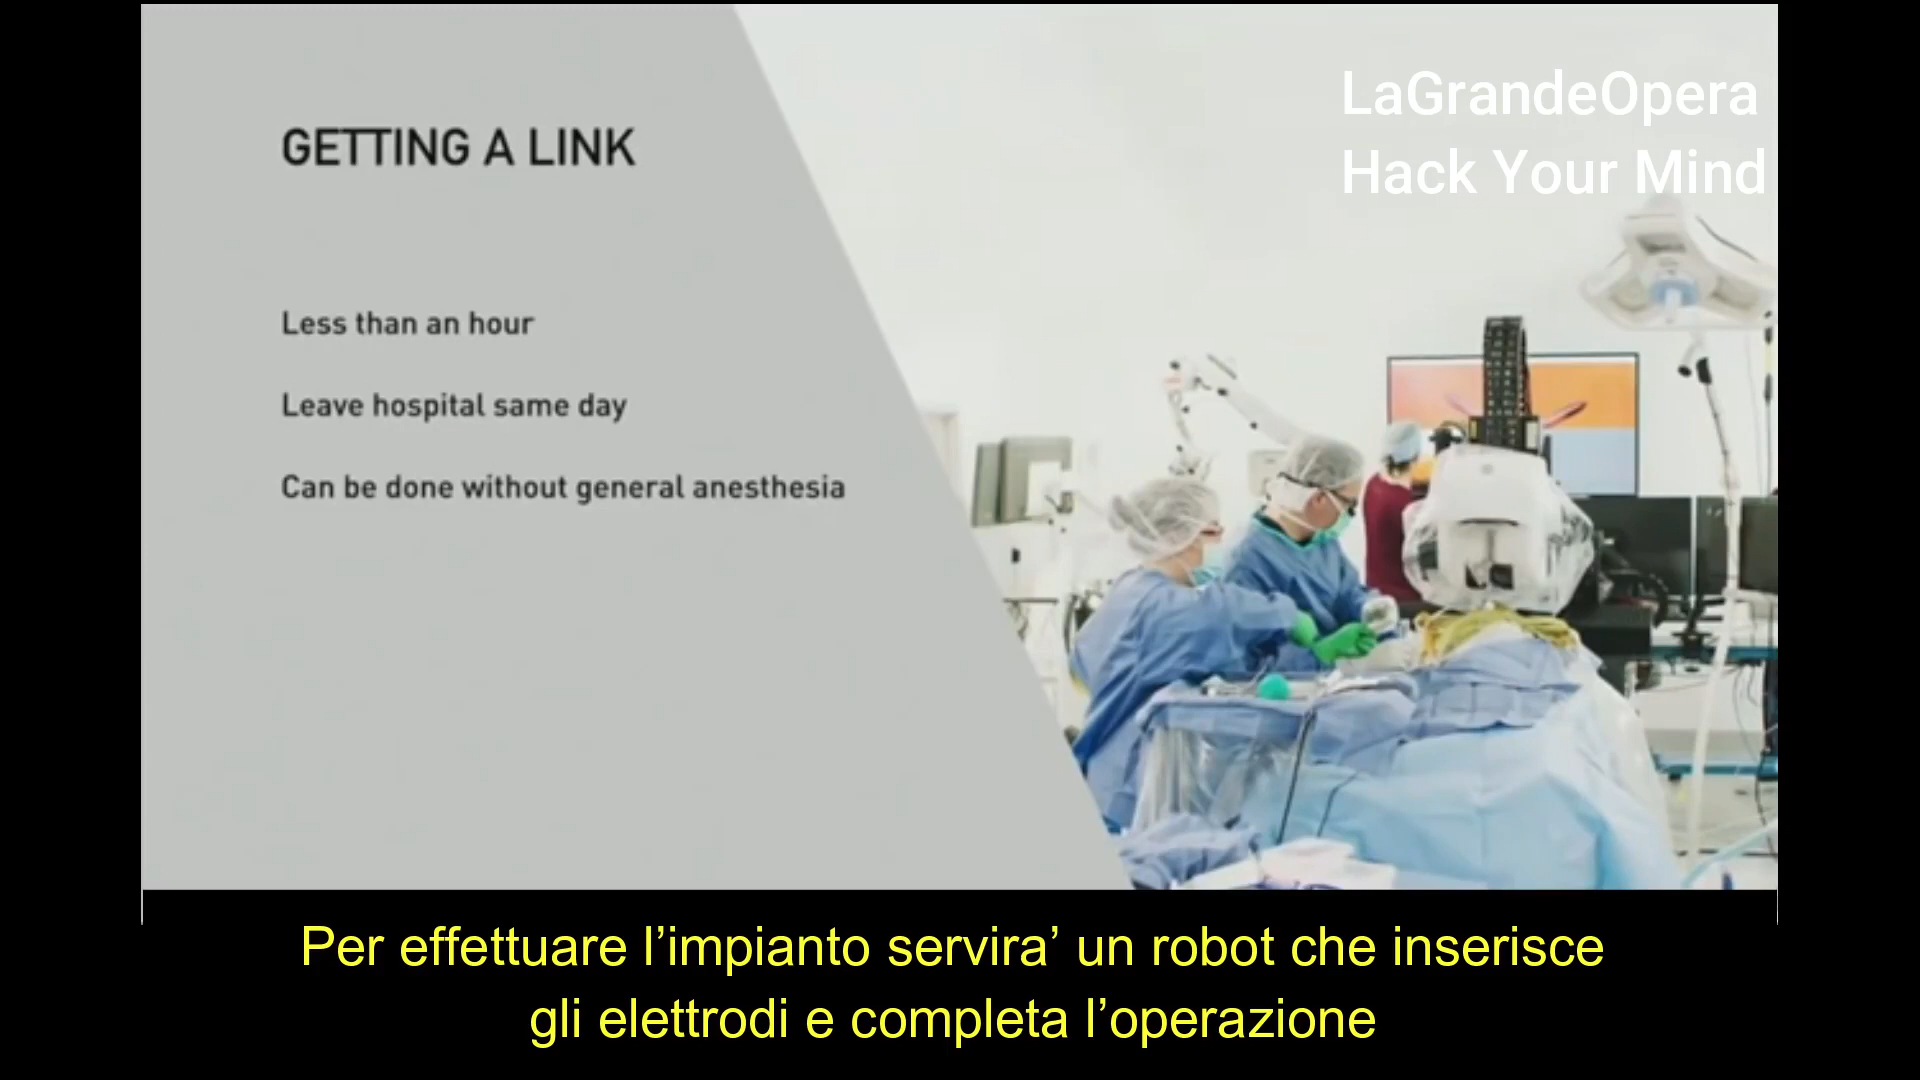 LaGrandeOpera
Hack Your Mind
GETTING A LINK
Less than an hour
Leave hospital same day
Can be done without general anesthesia
Per effettuare l’impianto servira’ un robot che inserisce
gli elettrodi e completa l’operazione